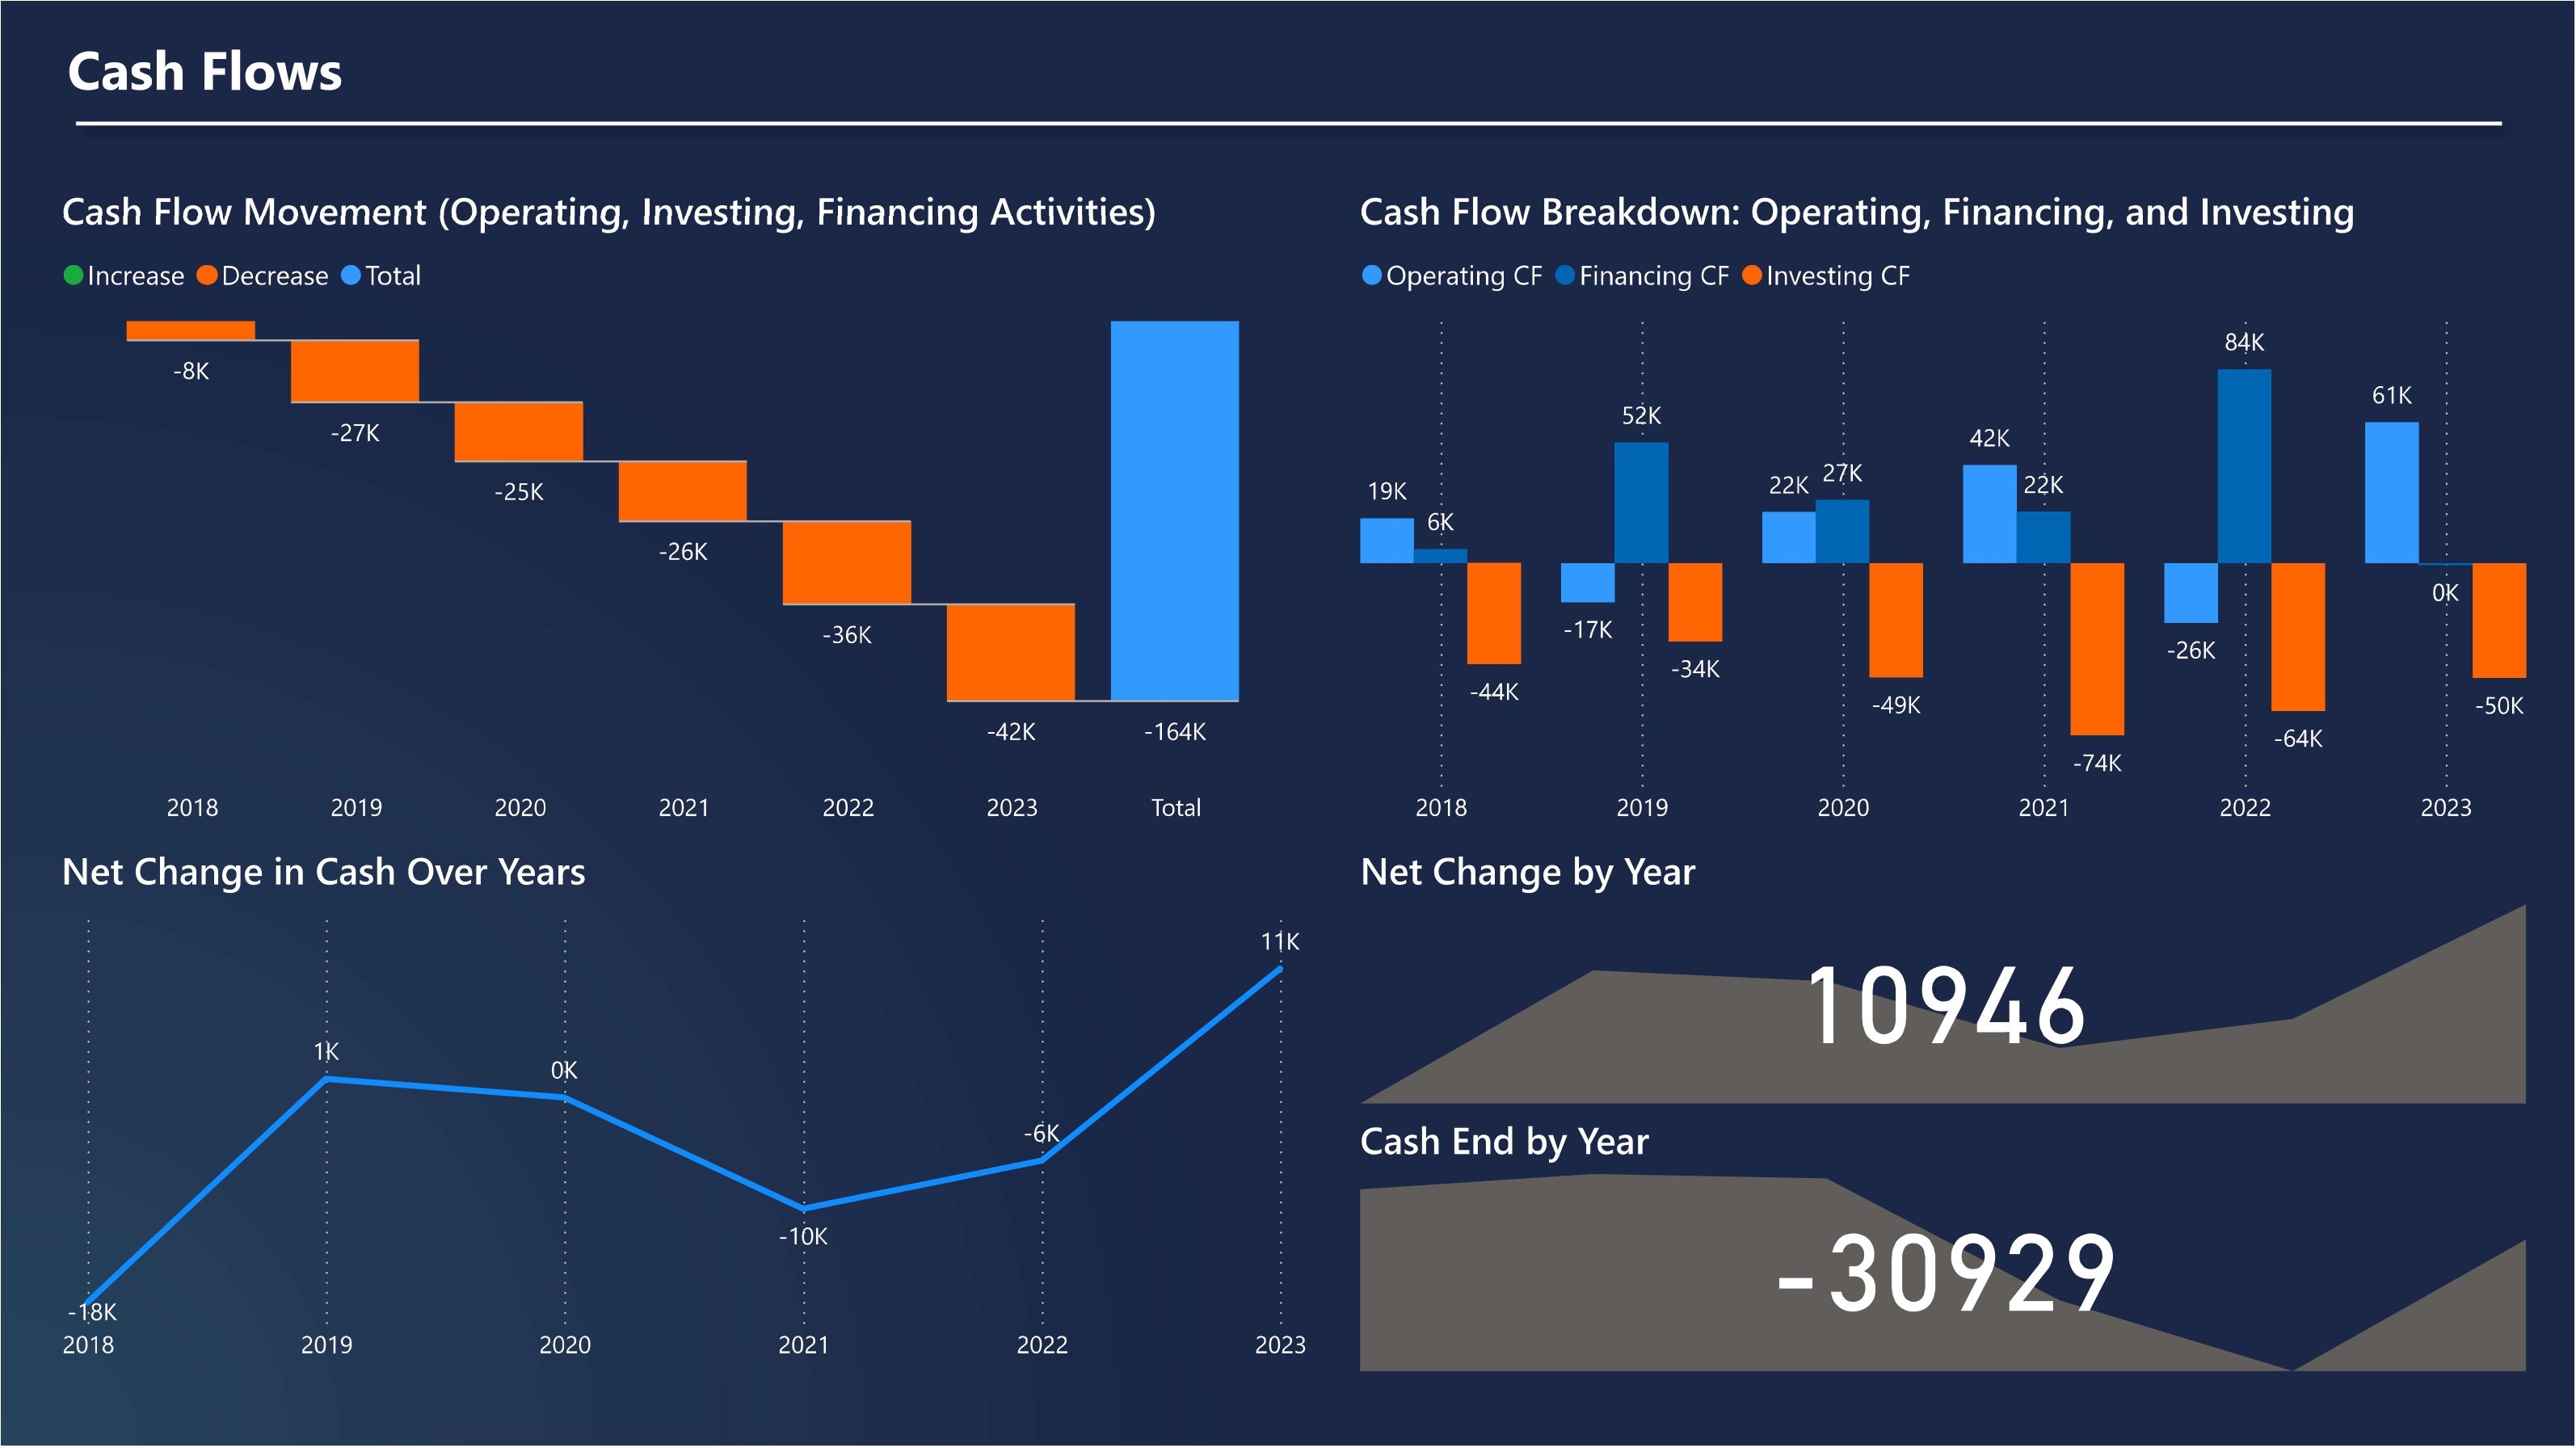 Cash Flows
Cash Flow Movement (Operating, Investing, Financing Activities)
Increase Decrease Total
-8K
-27K
-25K
-26K
-36K
-42K
-164K
2018 2019 2020 2021 2022 2023 Total
Cash Flow Breakdown: Operating, Financing, and Investing
Operating CF Financing CF Investing CF
19K
6K
-44K
-17K
52K
-34K
22K
27K
-49K
42K
22K
-74K
-26K
84K
-64K
61K
0K
-50K
2018 2019 2020 2021 2022 2023
Net Change in Cash Over Years
-18K
1K
0K
-10K
-6K
11K
2018 2019 2020 2021 2022 2023
Net Change by Year
10946
Cash End by Year
-30929